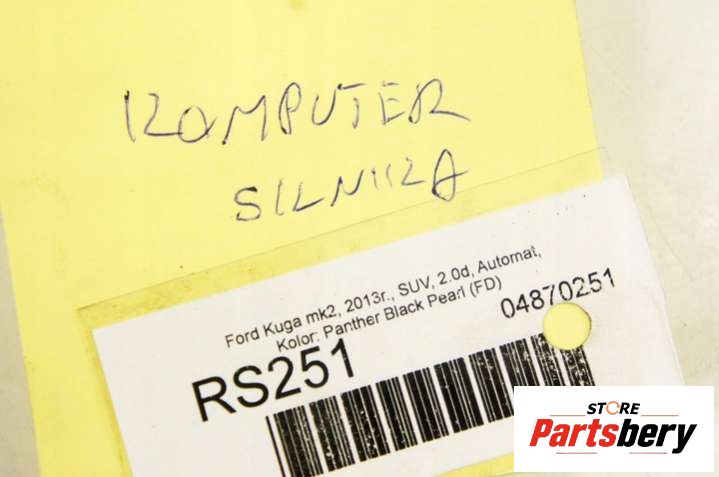 KOMPUTER
SILNIKA
Ford Kuga mk2, 2013r., SUV, 2.0d, Automat,
Kolor: Panther Black Pearl (FD)
RS251
04870251
STORE
Partsbery